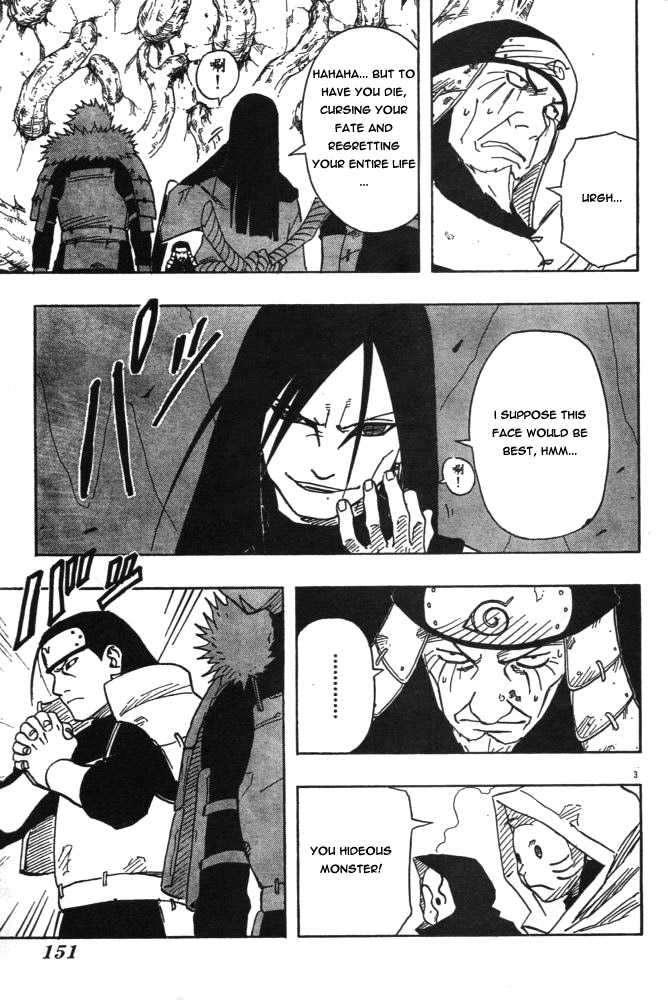 URGH...
HAHAHA... BUT TO
HAVE YOU DIE,
CURSING YOUR
FATE AND
REGRETTING
YOUR ENTIRE LIFE
...
I SUPPOSE THIS
FACE WOULD BE
BEST, HMM...
..........
3
YOU HIDEOUS
MONSTER!
151